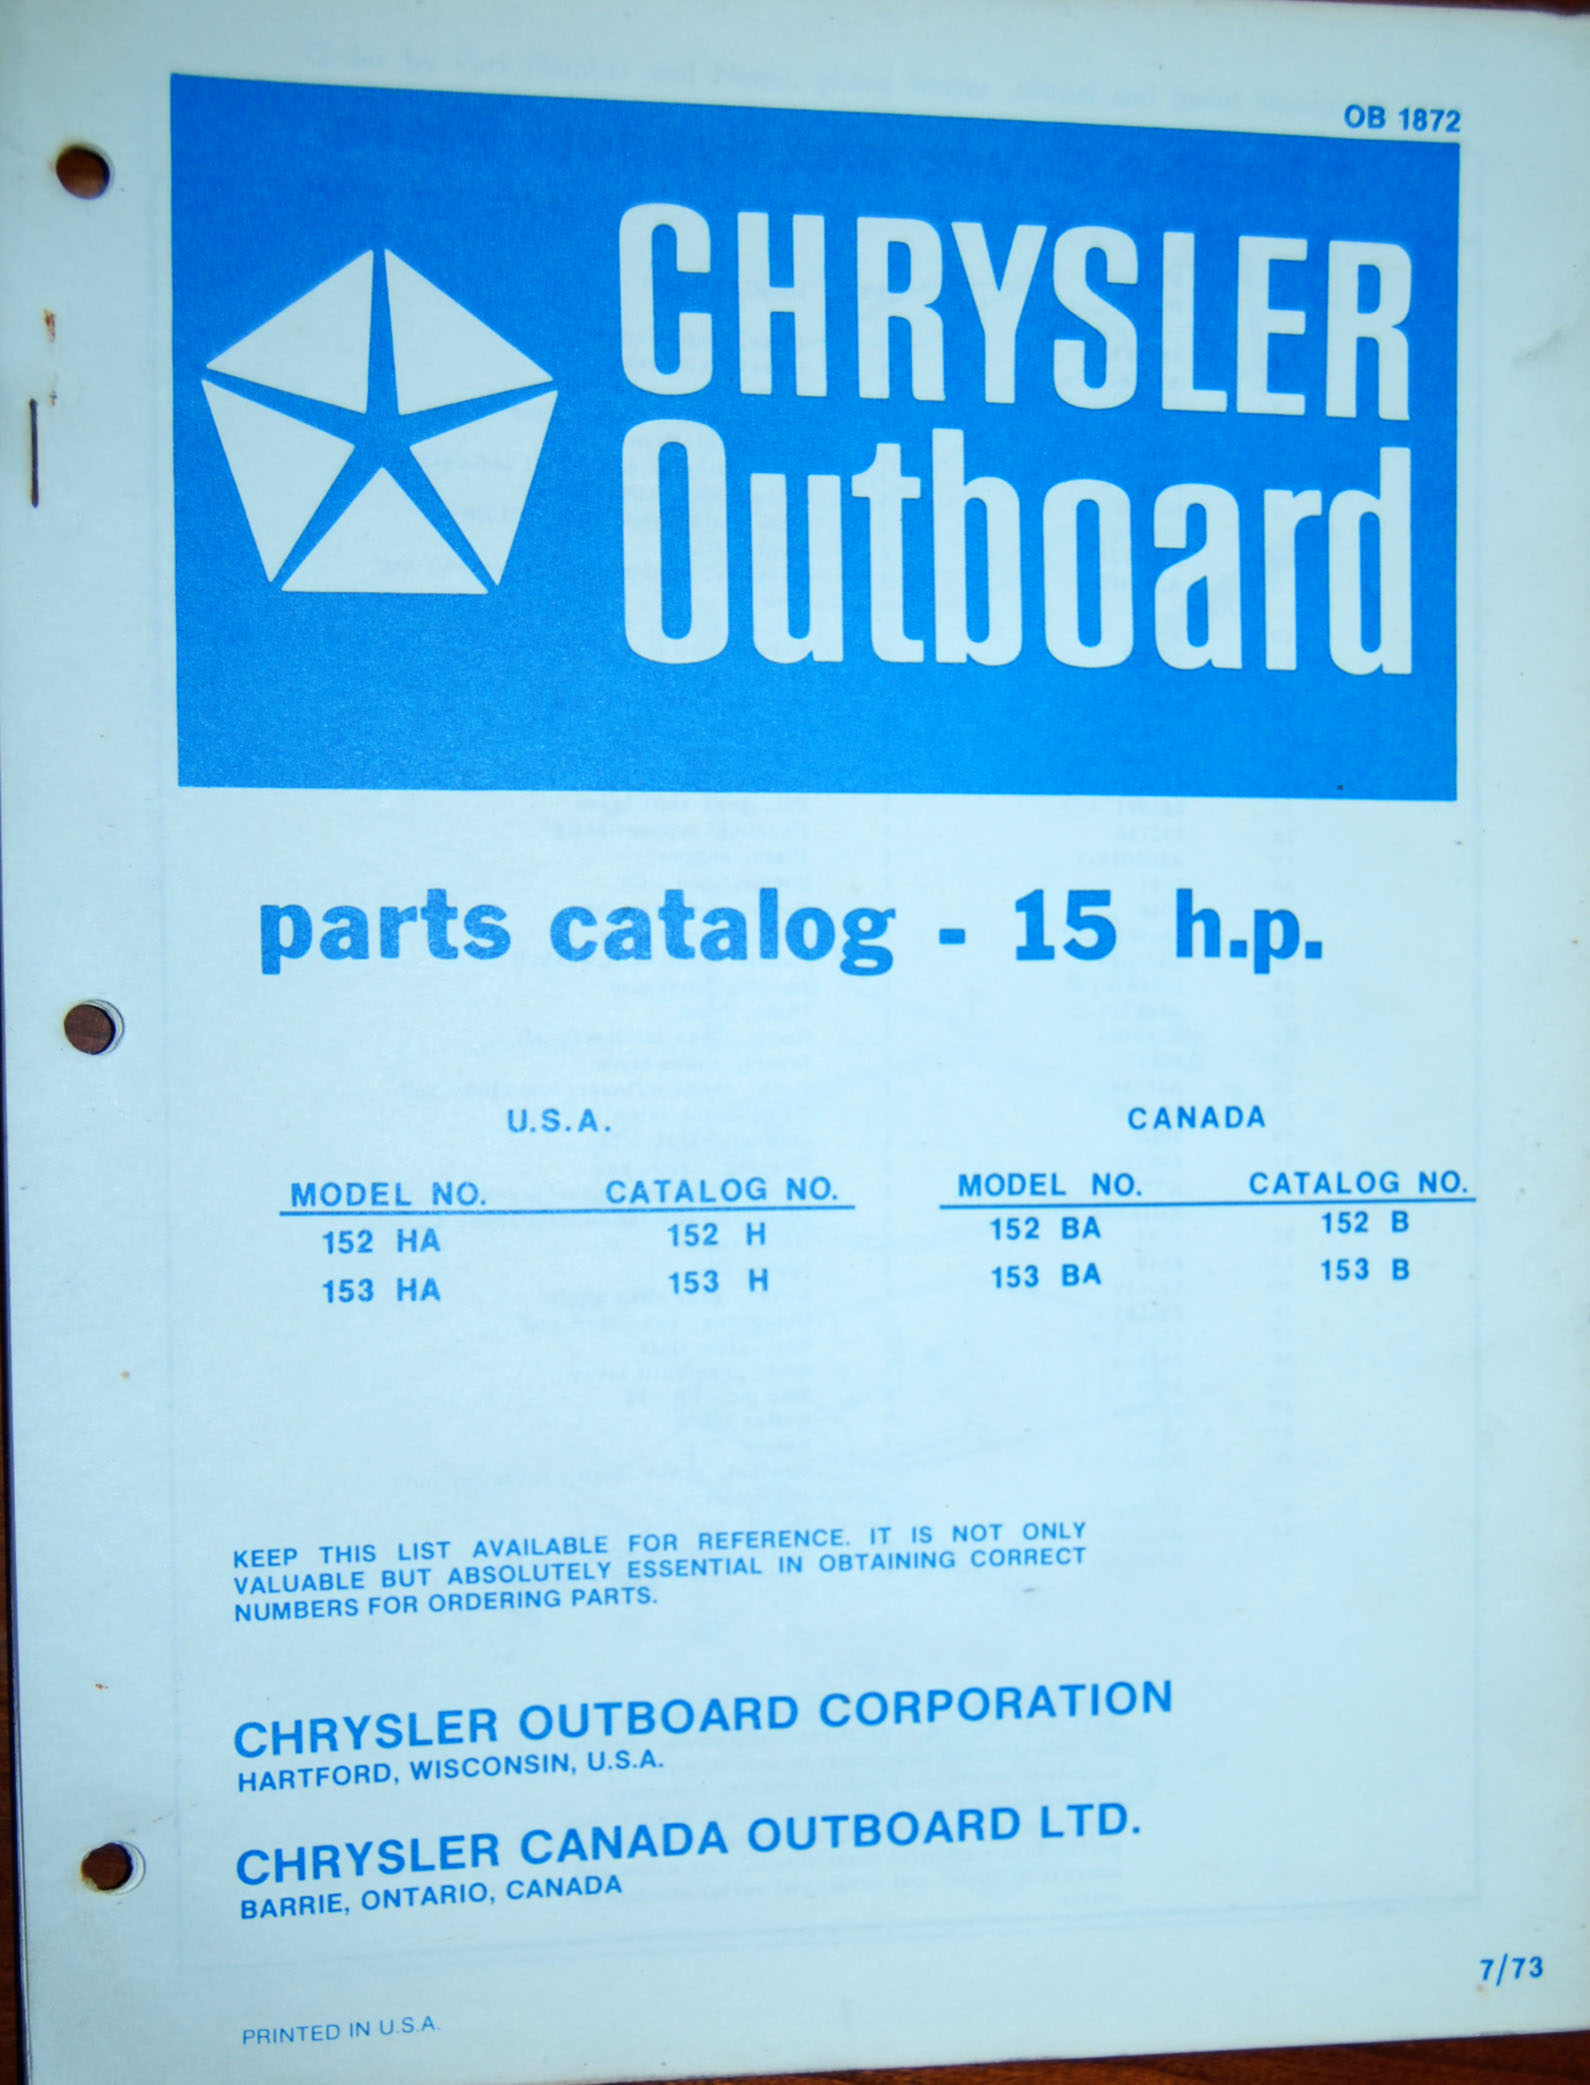 OB 1872
CHRYSLER
Outboard
parts catalog - 15 h.p.
U.S.A.
MODEL NO. CATALOG NO.
152 HA 152 H
153 HA 153 H
CANADA
MODEL NO. CATALOG NO.
152 BA 152 B
153 BA 153 B
KEEP THIS LIST AVAILABLE FOR REFERENCE. IT IS NOT ONLY
VALUABLE BUT ABSOLUTELY ESSENTIAL IN OBTAINING CORRECT
NUMBERS FOR ORDERING PARTS.
CHRYSLER OUTBOARD CORPORATION
HARTFORD, WISCONSIN, U.S.A.
CHRYSLER CANADA OUTBOARD LTD.
BARRIE, ONTARIO, CANADA
7/73
PRINTED IN U.S.A.